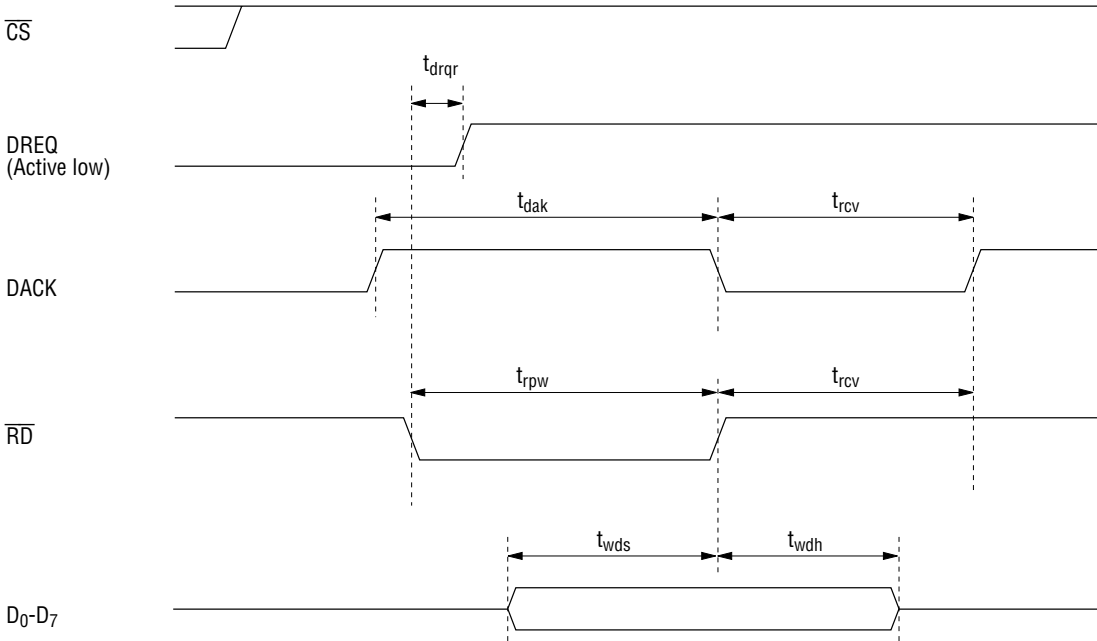 CS
t_drqr
DREQ
(Active low)
t_dak
t_rcv
DACK
t_rpw
t_rcv
RD
t_wds
t_wdh
D₀-D₇